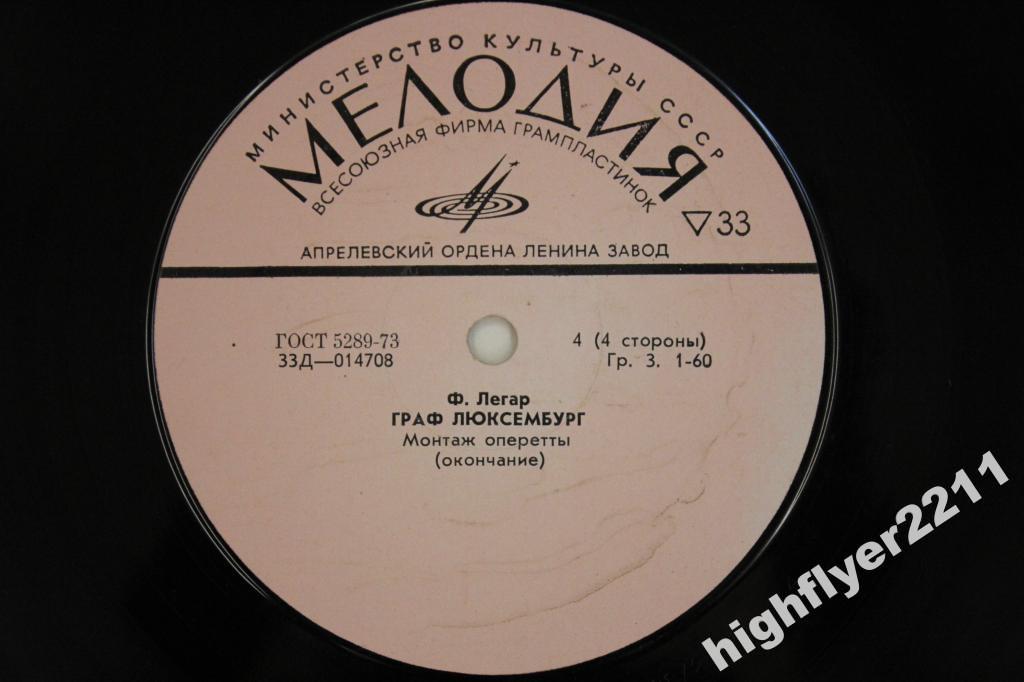 МИНИСТЕРСТВО КУЛЬТУРЫ СССР
МЕЛОДИЯ
ВСЕСОЮЗНАЯ ФИРМА ГРАМПЛАСТИНОК
▽33
АПРЕЛЕВСКИЙ ОРДЕНА ЛЕНИНА ЗАВОД
ГОСТ 5289-73 4 (4 стороны)
33Д—014708 Гр. 3. 1-60
Ф. Легар
ГРАФ ЛЮКСЕМБУРГ
Монтаж оперетты
(окончание)
highflyer2211